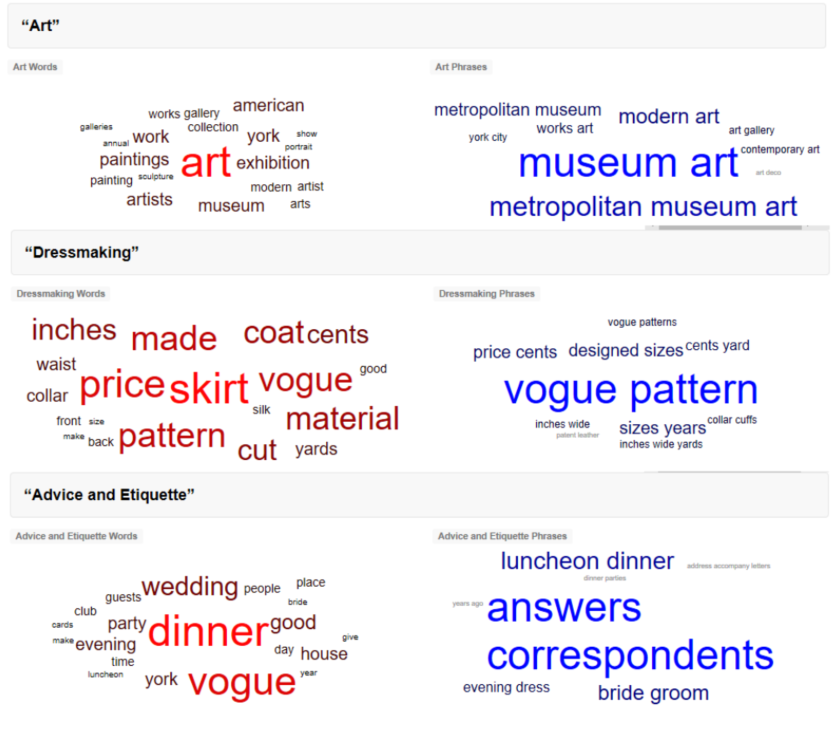 “Art”
Art Words
Art Phrases
works gallery american
galleries collection
annual work york show
portrait
paintings art exhibition
painting sculpture
modern artist
artists museum arts
metropolitan museum modern art
york city works art art gallery
museum art contemporary art
art deco
metropolitan museum art
“Dressmaking”
Dressmaking Words
Dressmaking Phrases
inches made coat cents
waist good
collar price skirt vogue
front size silk material
make back pattern
cut yards
vogue patterns
price cents designed sizes cents yard
vogue pattern
inches wide sizes years collar cuffs
patent leather
inches wide yards
“Advice and Etiquette”
Advice and Etiquette Words
Advice and Etiquette Phrases
wedding people place
guests bride
club party dinner good
cards
make evening day house give
time
luncheon york vogue year
luncheon dinner address accompany letters
dinner parties
years ago answers
correspondents
evening dress bride groom